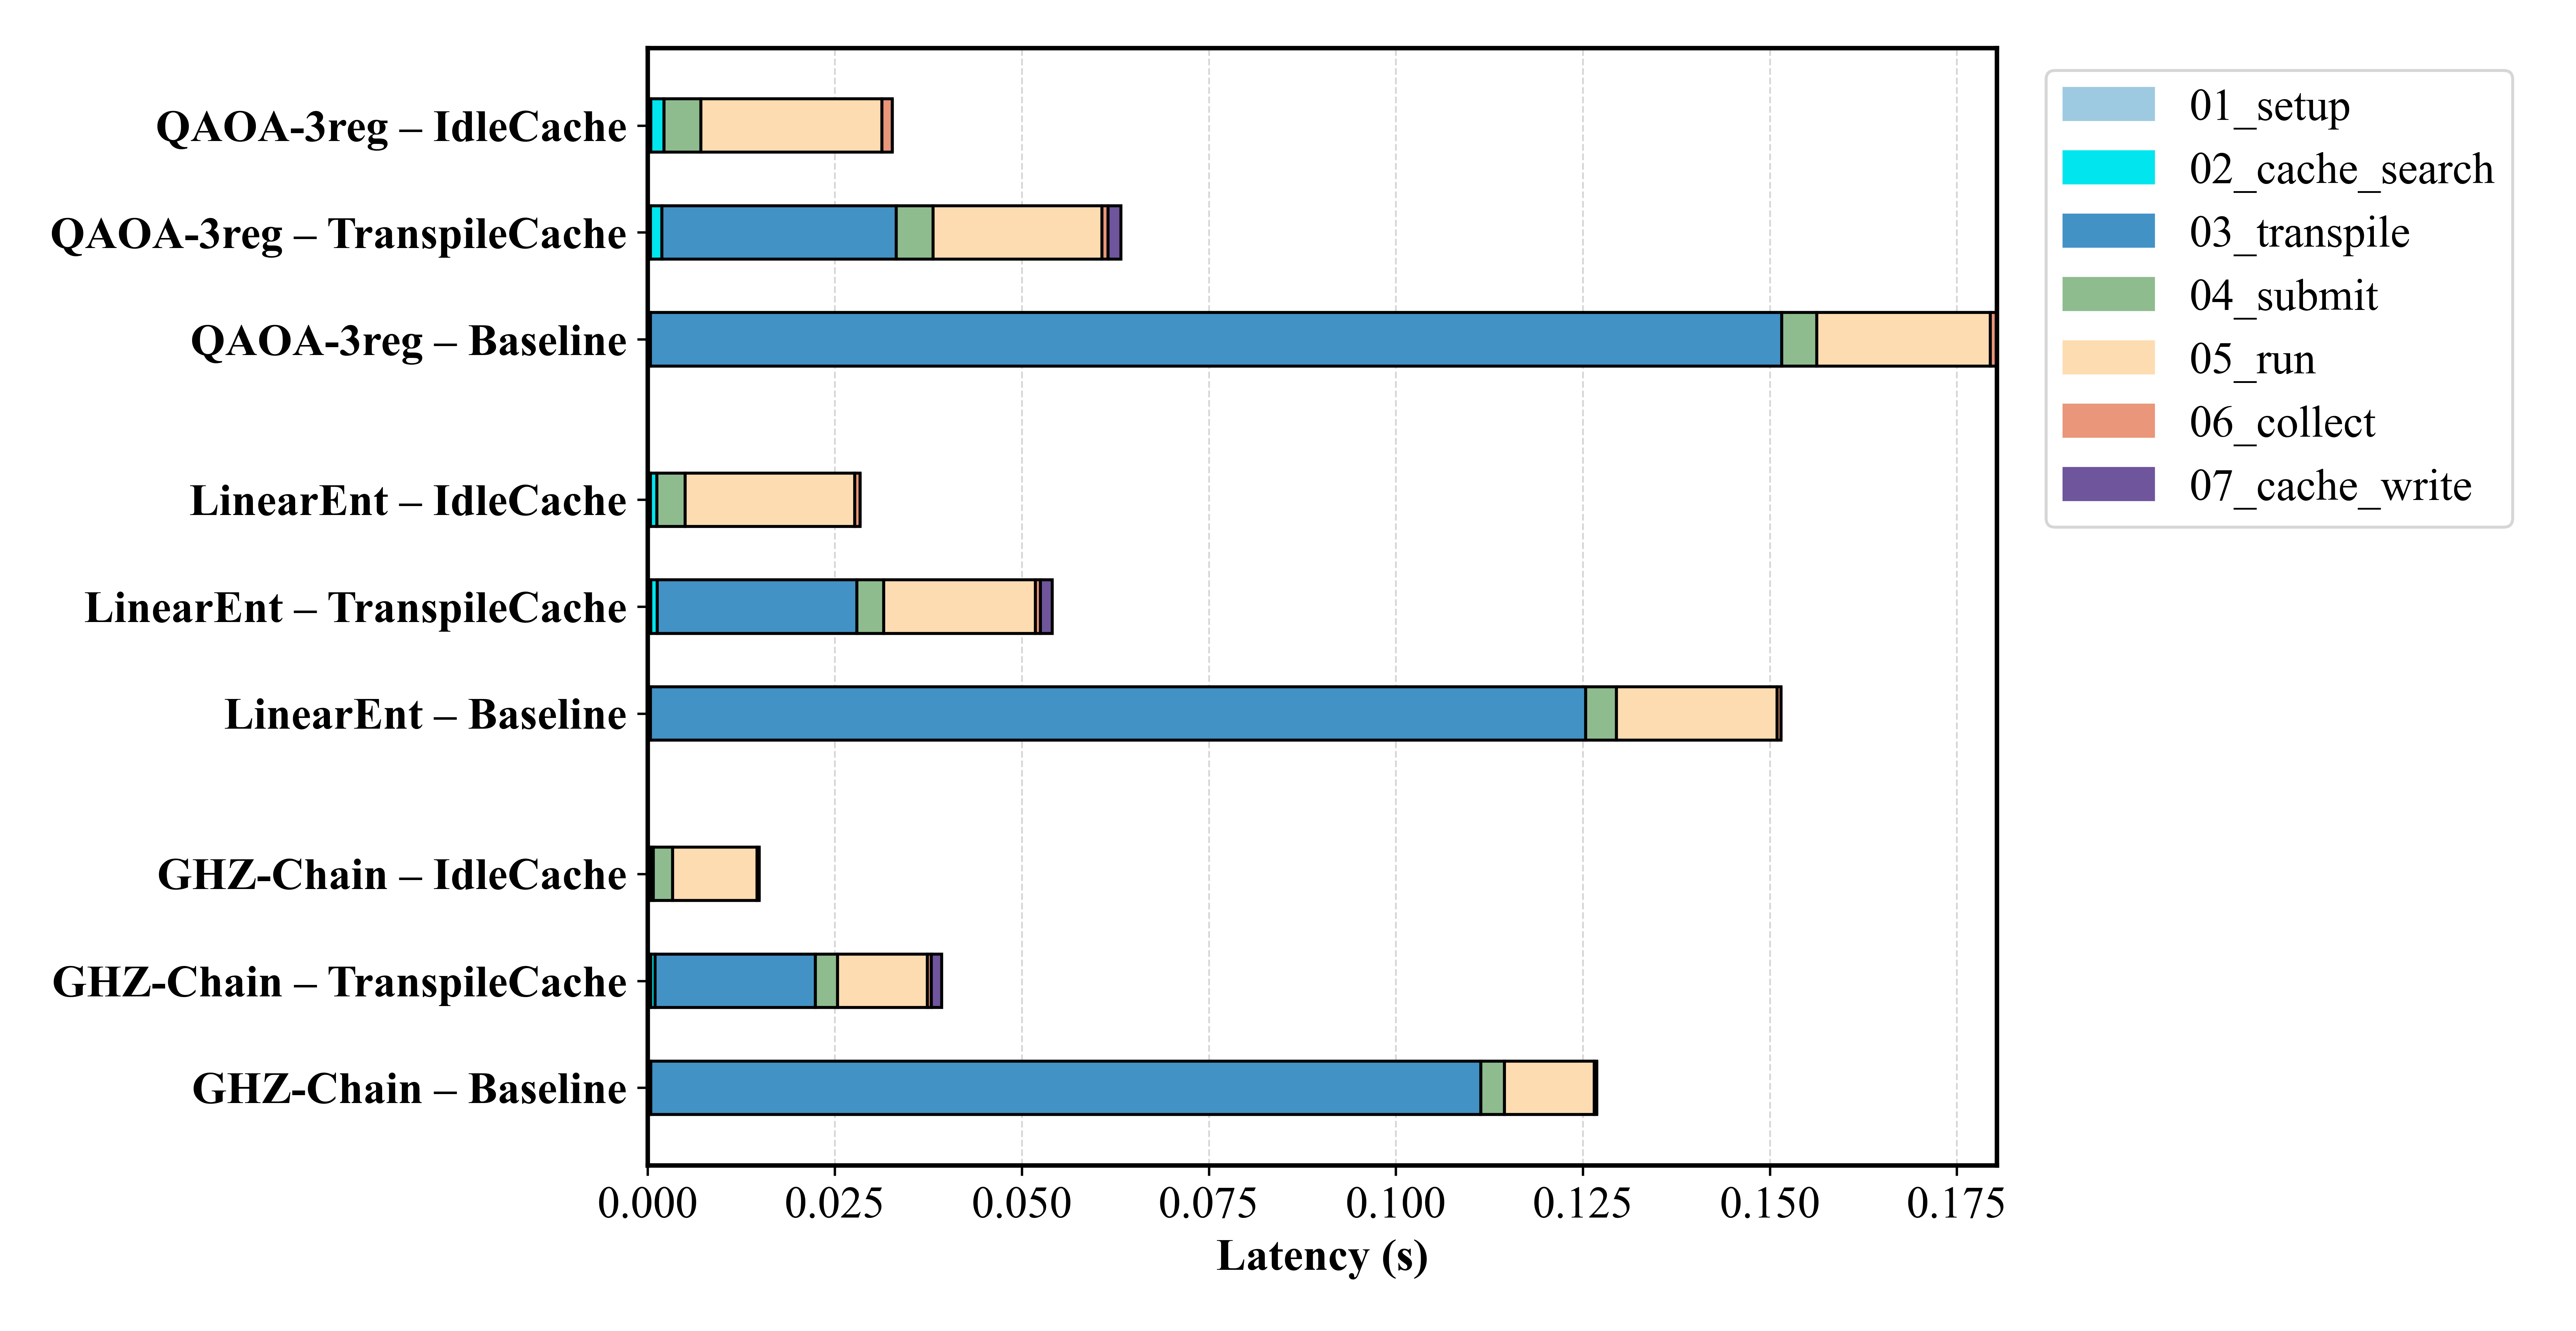 QAOA-3reg – IdleCache
QAOA-3reg – TranspileCache
QAOA-3reg – Baseline
LinearEnt – IdleCache
LinearEnt – TranspileCache
LinearEnt – Baseline
GHZ-Chain – IdleCache
GHZ-Chain – TranspileCache
GHZ-Chain – Baseline
0.000 0.025 0.050 0.075 0.100 0.125 0.150 0.175
Latency (s)
01_setup
02_cache_search
03_transpile
04_submit
05_run
06_collect
07_cache_write